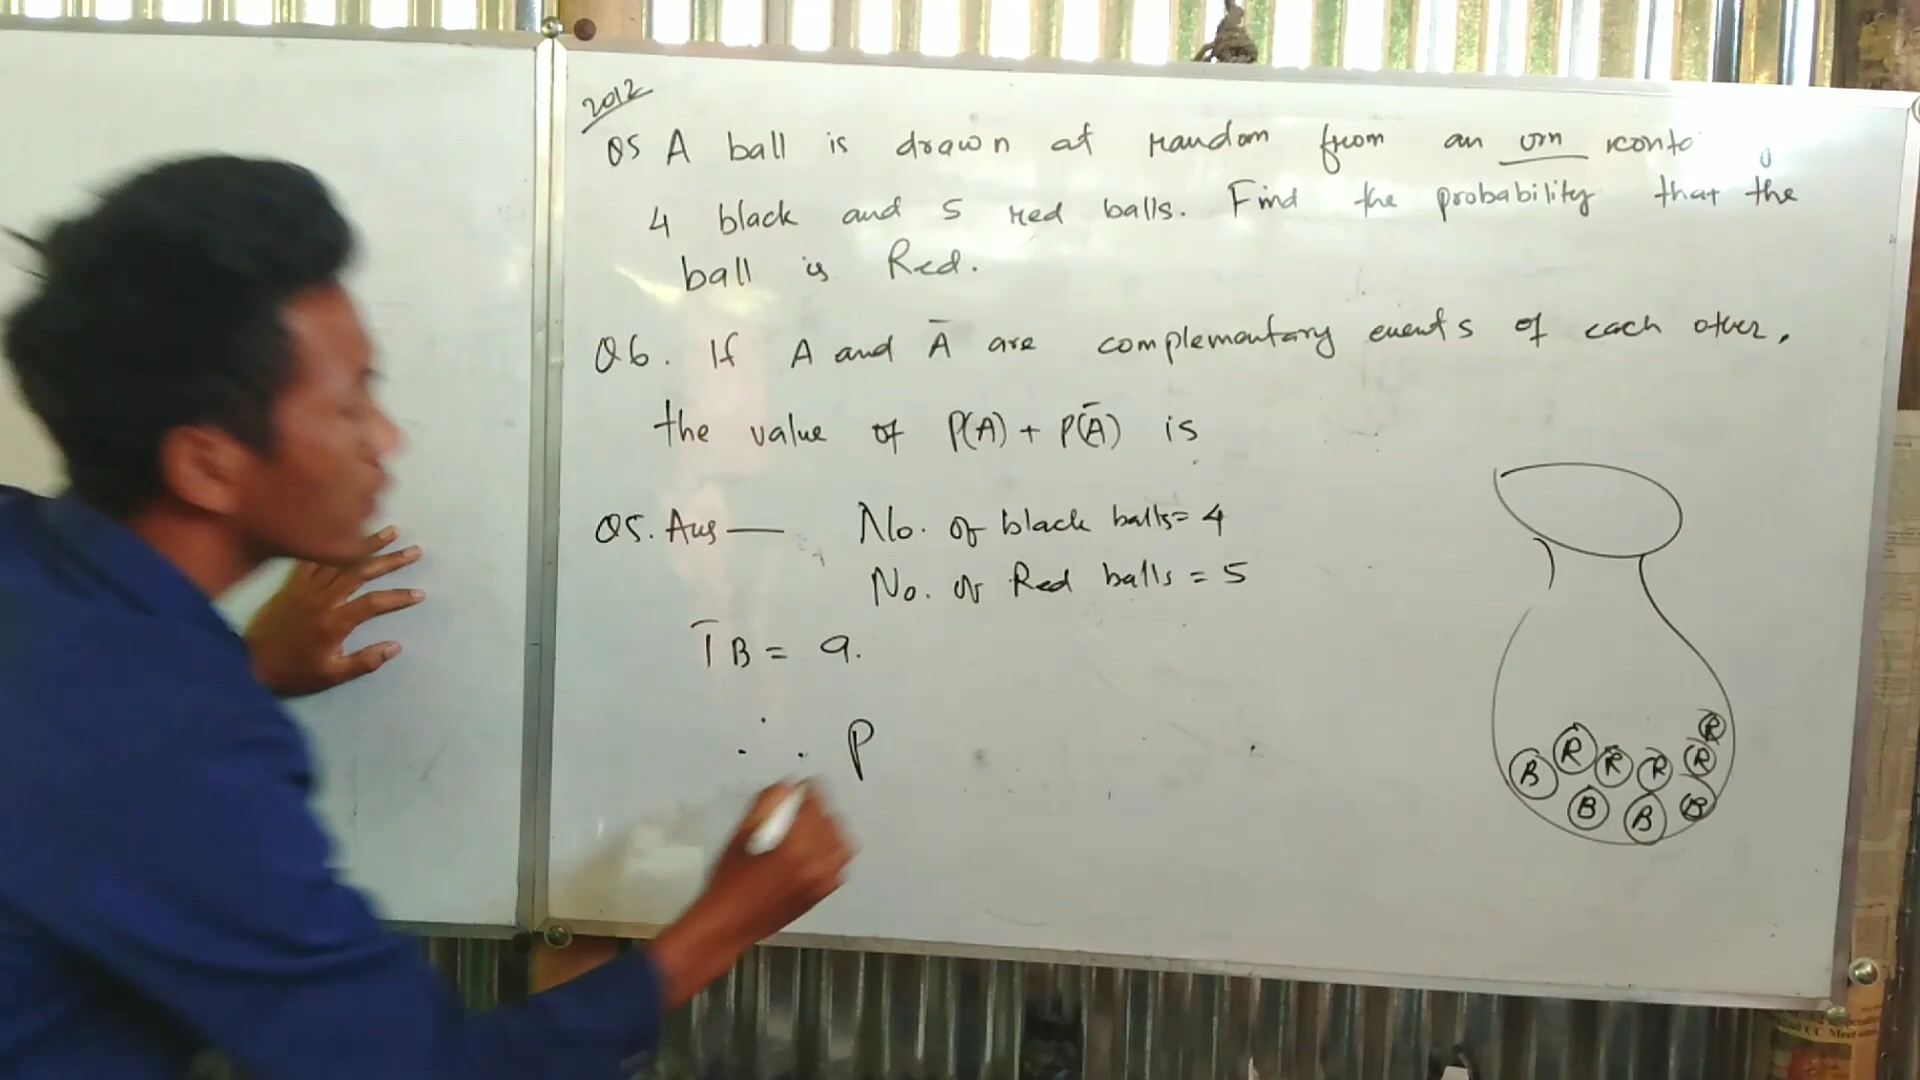 2012
Q5 A ball is drawn at random from an urn
4 black and 5 red balls. Find the probability that the
ball is Red.
Q6. If A and Ā are complementary events of each other,
the value of P(A) + P(Ā) is
Q5. Ans — No. of black balls = 4
No. of Red balls = 5
TB = 9.
∴ P
R
B R R R R
B B B